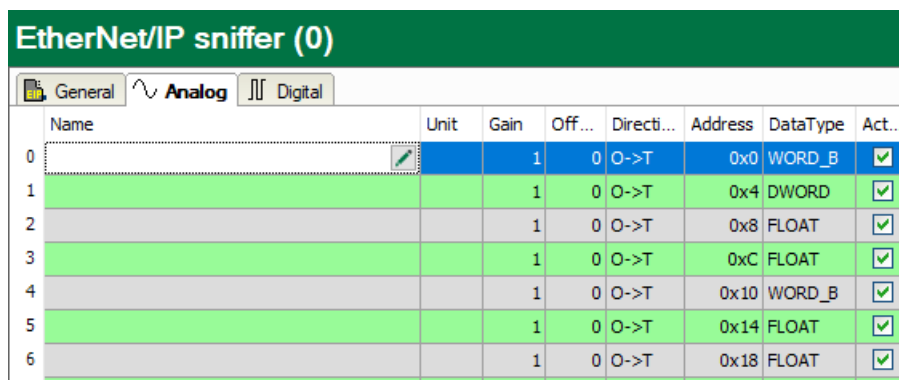 EtherNet/IP sniffer (0)
General Analog Digital
Name Unit Gain Off... Directi... Address DataType Act...
0 1 0 O->T 0x0 WORD_B
1 1 0 O->T 0x4 DWORD
2 1 0 O->T 0x8 FLOAT
3 1 0 O->T 0xC FLOAT
4 1 0 O->T 0x10 WORD_B
5 1 0 O->T 0x14 FLOAT
6 1 0 O->T 0x18 FLOAT